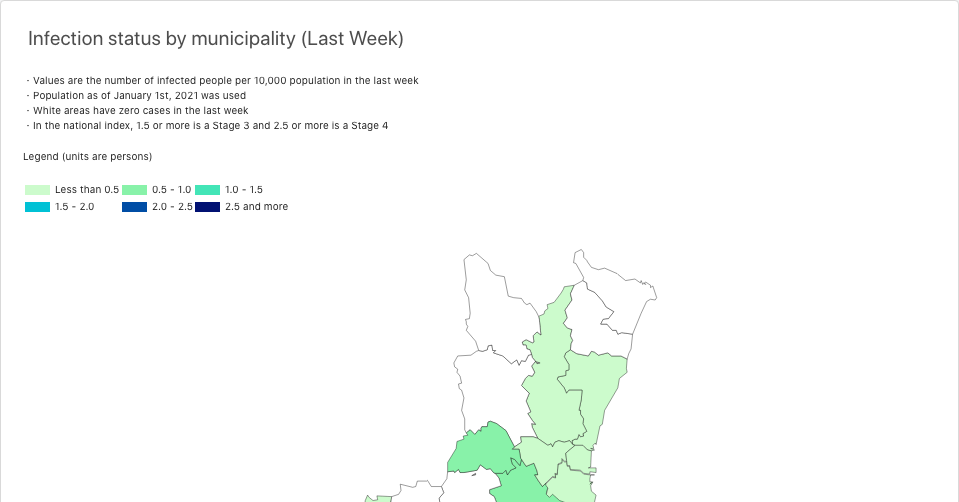 Infection status by municipality (Last Week)
· Values are the number of infected people per 10,000 population in the last week
· Population as of January 1st, 2021 was used
· White areas have zero cases in the last week
· In the national index, 1.5 or more is a Stage 3 and 2.5 or more is a Stage 4
Legend (units are persons)
Less than 0.5 0.5 - 1.0 1.0 - 1.5
1.5 - 2.0 2.0 - 2.5 2.5 and more